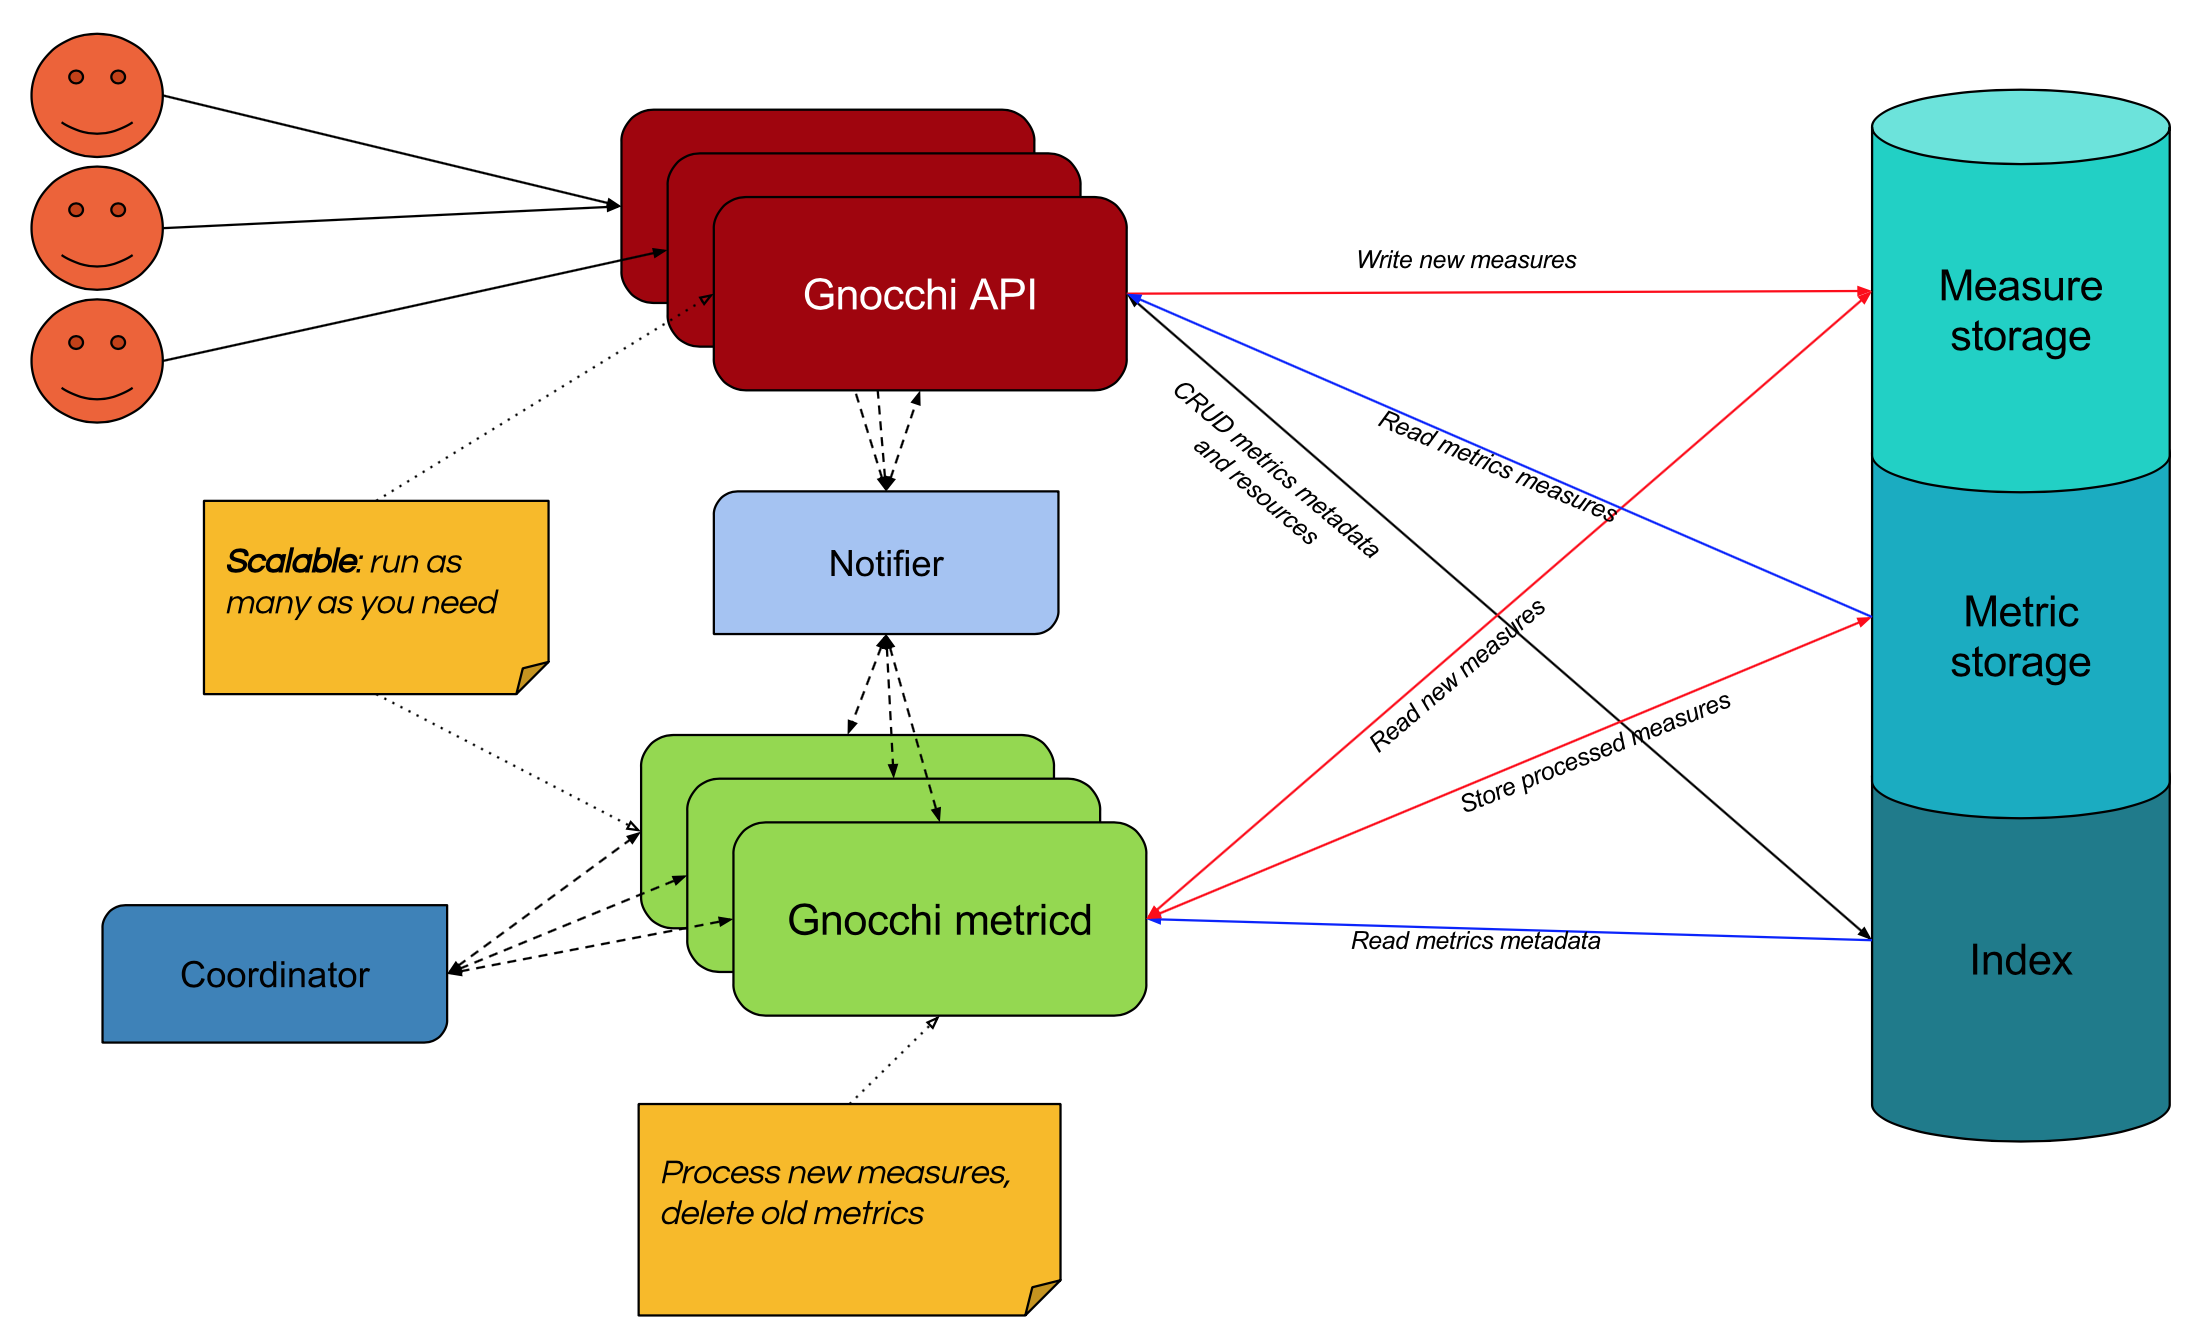 Gnocchi API
Write new measures
Measure
storage
CRUD metrics metadata
and resources
Read metrics measures
Scalable: run as
many as you need
Notifier
Metric
storage
Read new measures
Store processed measures
Gnocchi metricd
Read metrics metadata
Index
Coordinator
Process new measures,
delete old metrics